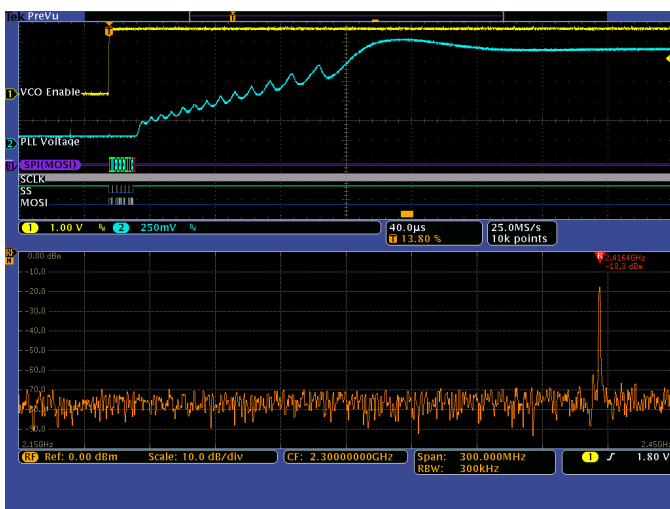 Tek PreVu
T
T
1 VCO Enable
2 PLL Voltage
SPI(MOSI)
SCLK
SS
MOSI
1 1.00 V 2 250mV
40.0µs
T 13.80 %
25.0MS/s
10k points
RF
0.00 dBm
R 2.4164GHz
-18.3 dBm
-10.0
-20.0
-30.0
-40.0
-50.0
-60.0
-70.0
-80.0
-90.0
2.15GHz 2.45GHz
RF Ref: 0.00 dBm Scale: 10.0 dB/div
CF: 2.30000000GHz
Span: 300.000MHz
RBW: 300kHz
1 1.80 V